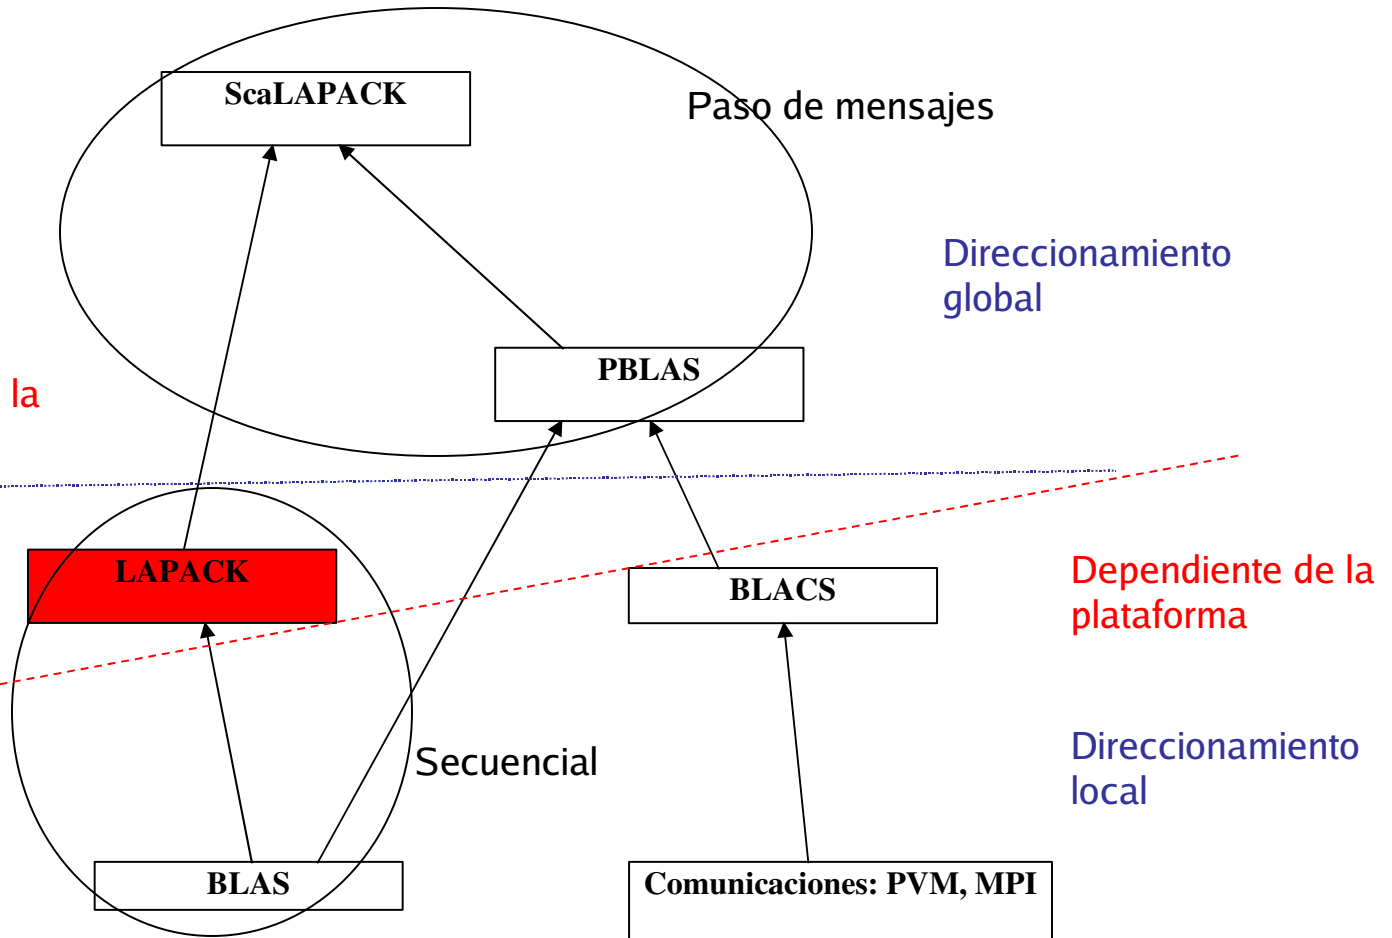 ScaLAPACK
Paso de mensajes
Direccionamiento
global
PBLAS
la
LAPACK
BLACS
Dependiente de la
plataforma
Secuencial
Direccionamiento
local
BLAS
Comunicaciones: PVM, MPI